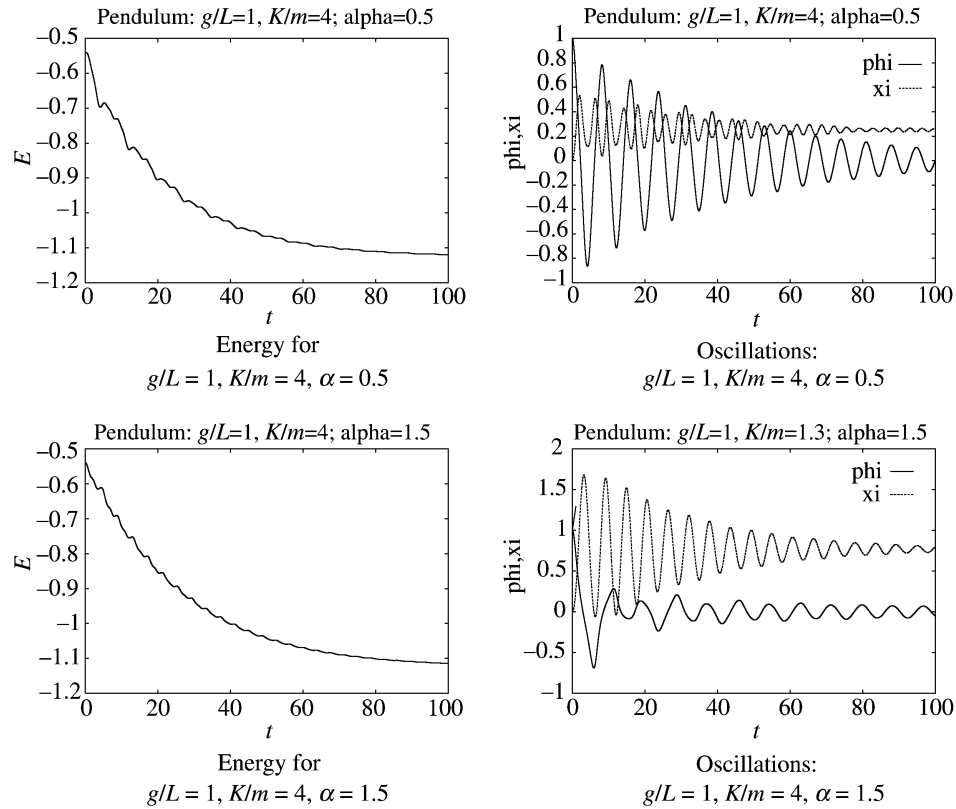 Pendulum: g/L=1, K/m=4; alpha=0.5
–0.5
–0.6
–0.7
–0.8
–0.9
–1
–1.1
–1.2
E
0 20 40 60 80 100
t
Energy for
g/L = 1, K/m = 4, α = 0.5
Pendulum: g/L=1, K/m=4; alpha=0.5
1
0.8
0.6
0.4
0.2
0
–0.2
–0.4
–0.6
–0.8
–1
phi,xi
phi
xi
0 20 40 60 80 100
t
Oscillations:
g/L = 1, K/m = 4, α = 0.5
Pendulum: g/L=1, K/m=4; alpha=1.5
–0.5
–0.6
–0.7
–0.8
–0.9
–1
–1.1
–1.2
E
0 20 40 60 80 100
t
Energy for
g/L = 1, K/m = 4, α = 1.5
Pendulum: g/L=1, K/m=1.3; alpha=1.5
2
1.5
1
0.5
0
–0.5
–1
phi,xi
phi
xi
0 20 40 60 80 100
t
Oscillations:
g/L = 1, K/m = 4, α = 1.5